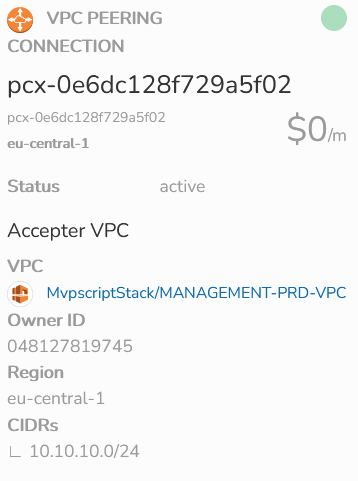 VPC PEERING
CONNECTION
pcx-0e6dc128f729a5f02
pcx-0e6dc128f729a5f02
eu-central-1
$0/m
Status active
Accepter VPC
VPC
MvpscriptStack/MANAGEMENT-PRD-VPC
Owner ID
048127819745
Region
eu-central-1
CIDRs
∟ 10.10.10.0/24